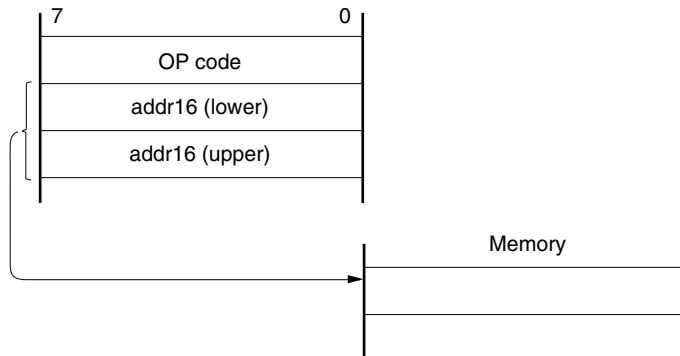 7 0
OP code
addr16 (lower)
addr16 (upper)
Memory